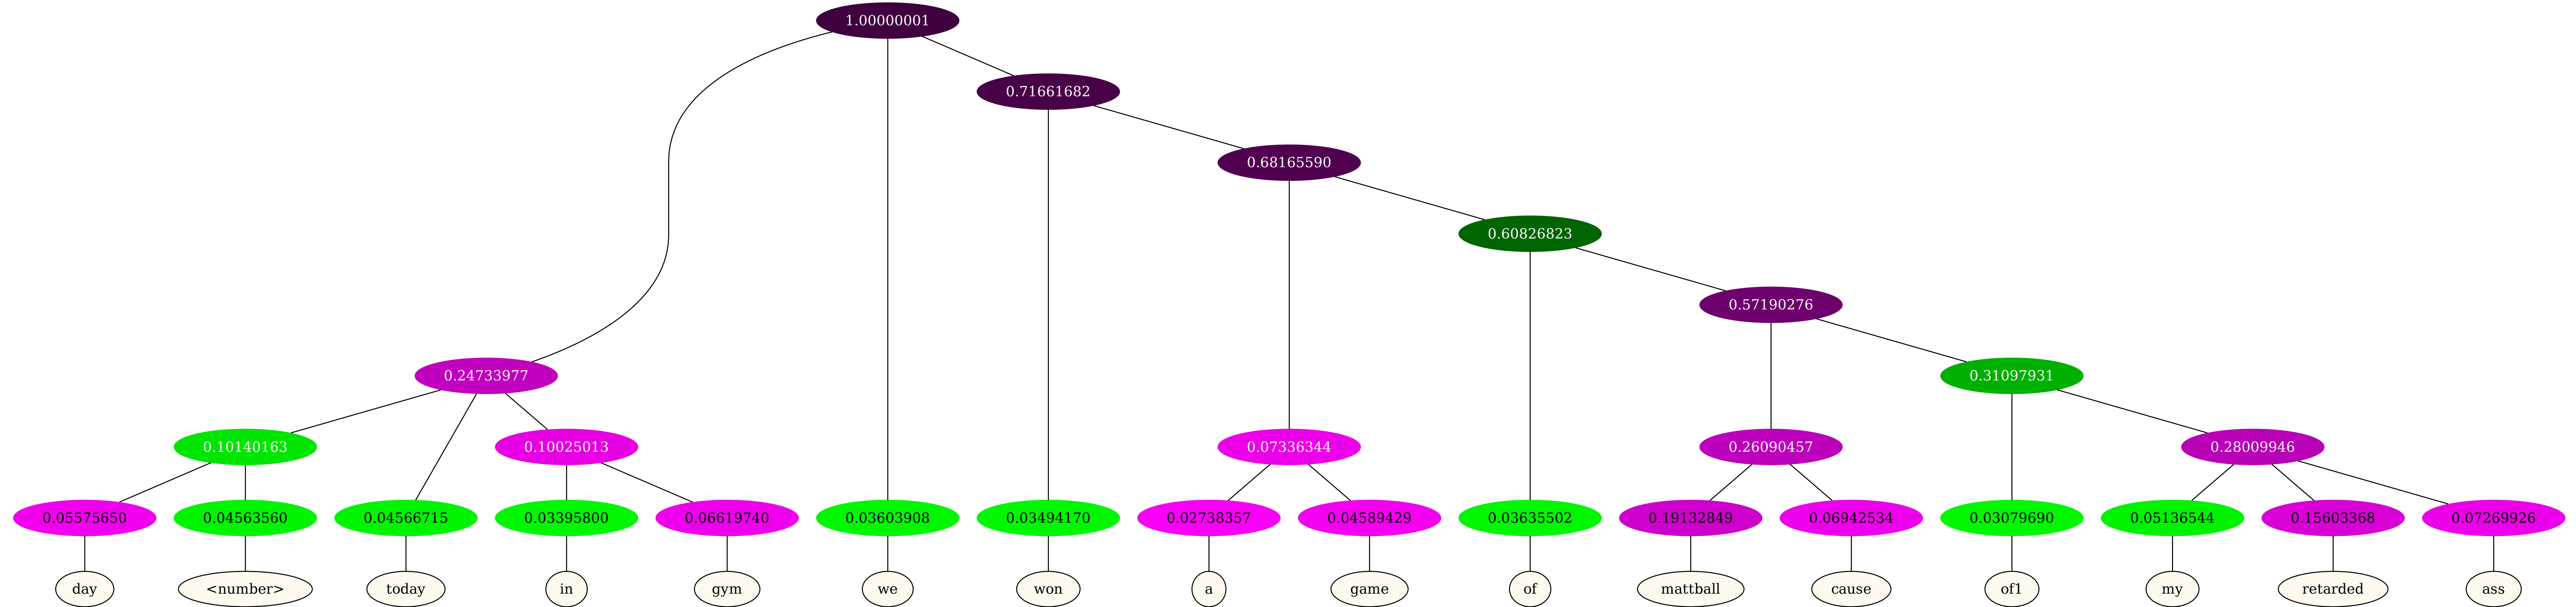 1.00000001
0.71661682
0.68165590
0.60826823
0.57190276
0.24733977 0.31097931
0.10140163 0.10025013 0.07336344 0.26090457 0.28009946
0.05575650 0.04563560 0.04566715 0.03395800 0.06619740 0.03603908 0.03494170 0.02738357 0.04589429 0.03635502 0.19132849 0.06942534 0.03079690 0.05136544 0.15603368 0.07269926
day <number> today in gym we won a game of mattball cause of1 my retarded ass